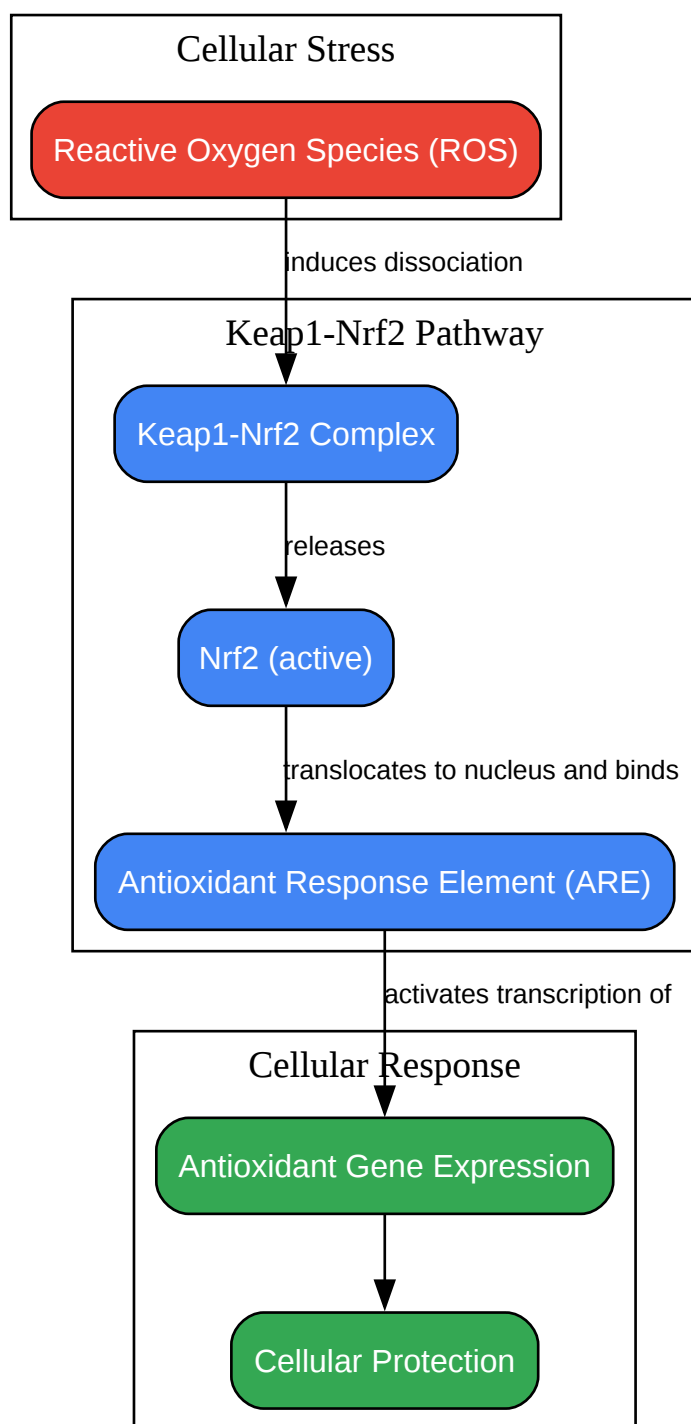 Cellular Stress
Reactive Oxygen Species (ROS)
induces dissociation
Keap1-Nrf2 Pathway
Keap1-Nrf2 Complex
releases
Nrf2 (active)
translocates to nucleus and binds
Antioxidant Response Element (ARE)
activates transcription of
Cellular Response
Antioxidant Gene Expression
Cellular Protection